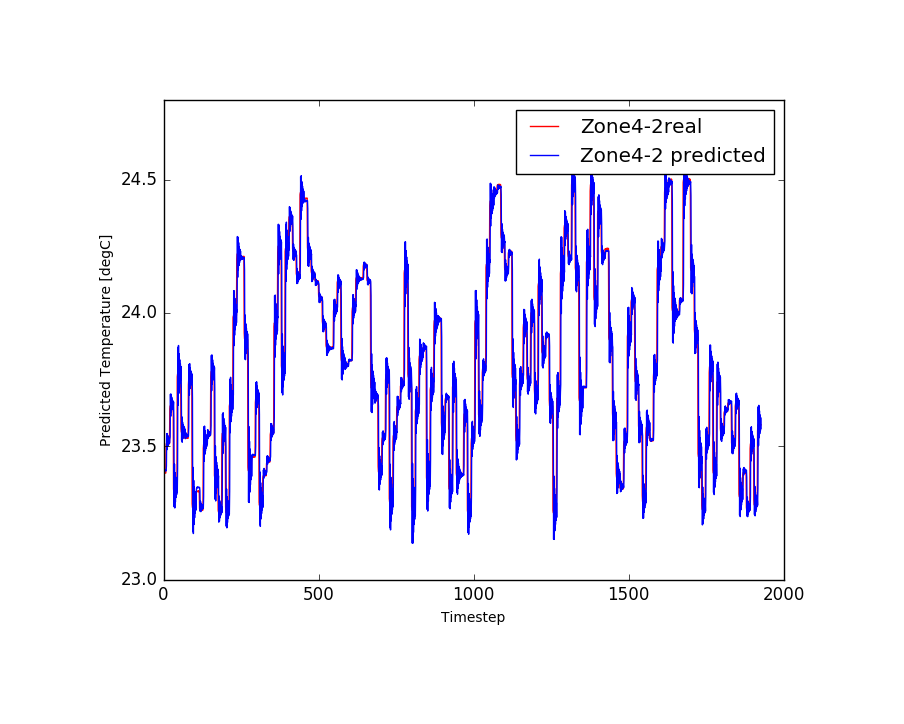 Zone4-2real
Zone4-2 predicted
24.5
24.0
23.5
23.0
Predicted Temperature [degC]
0 500 1000 1500 2000
Timestep